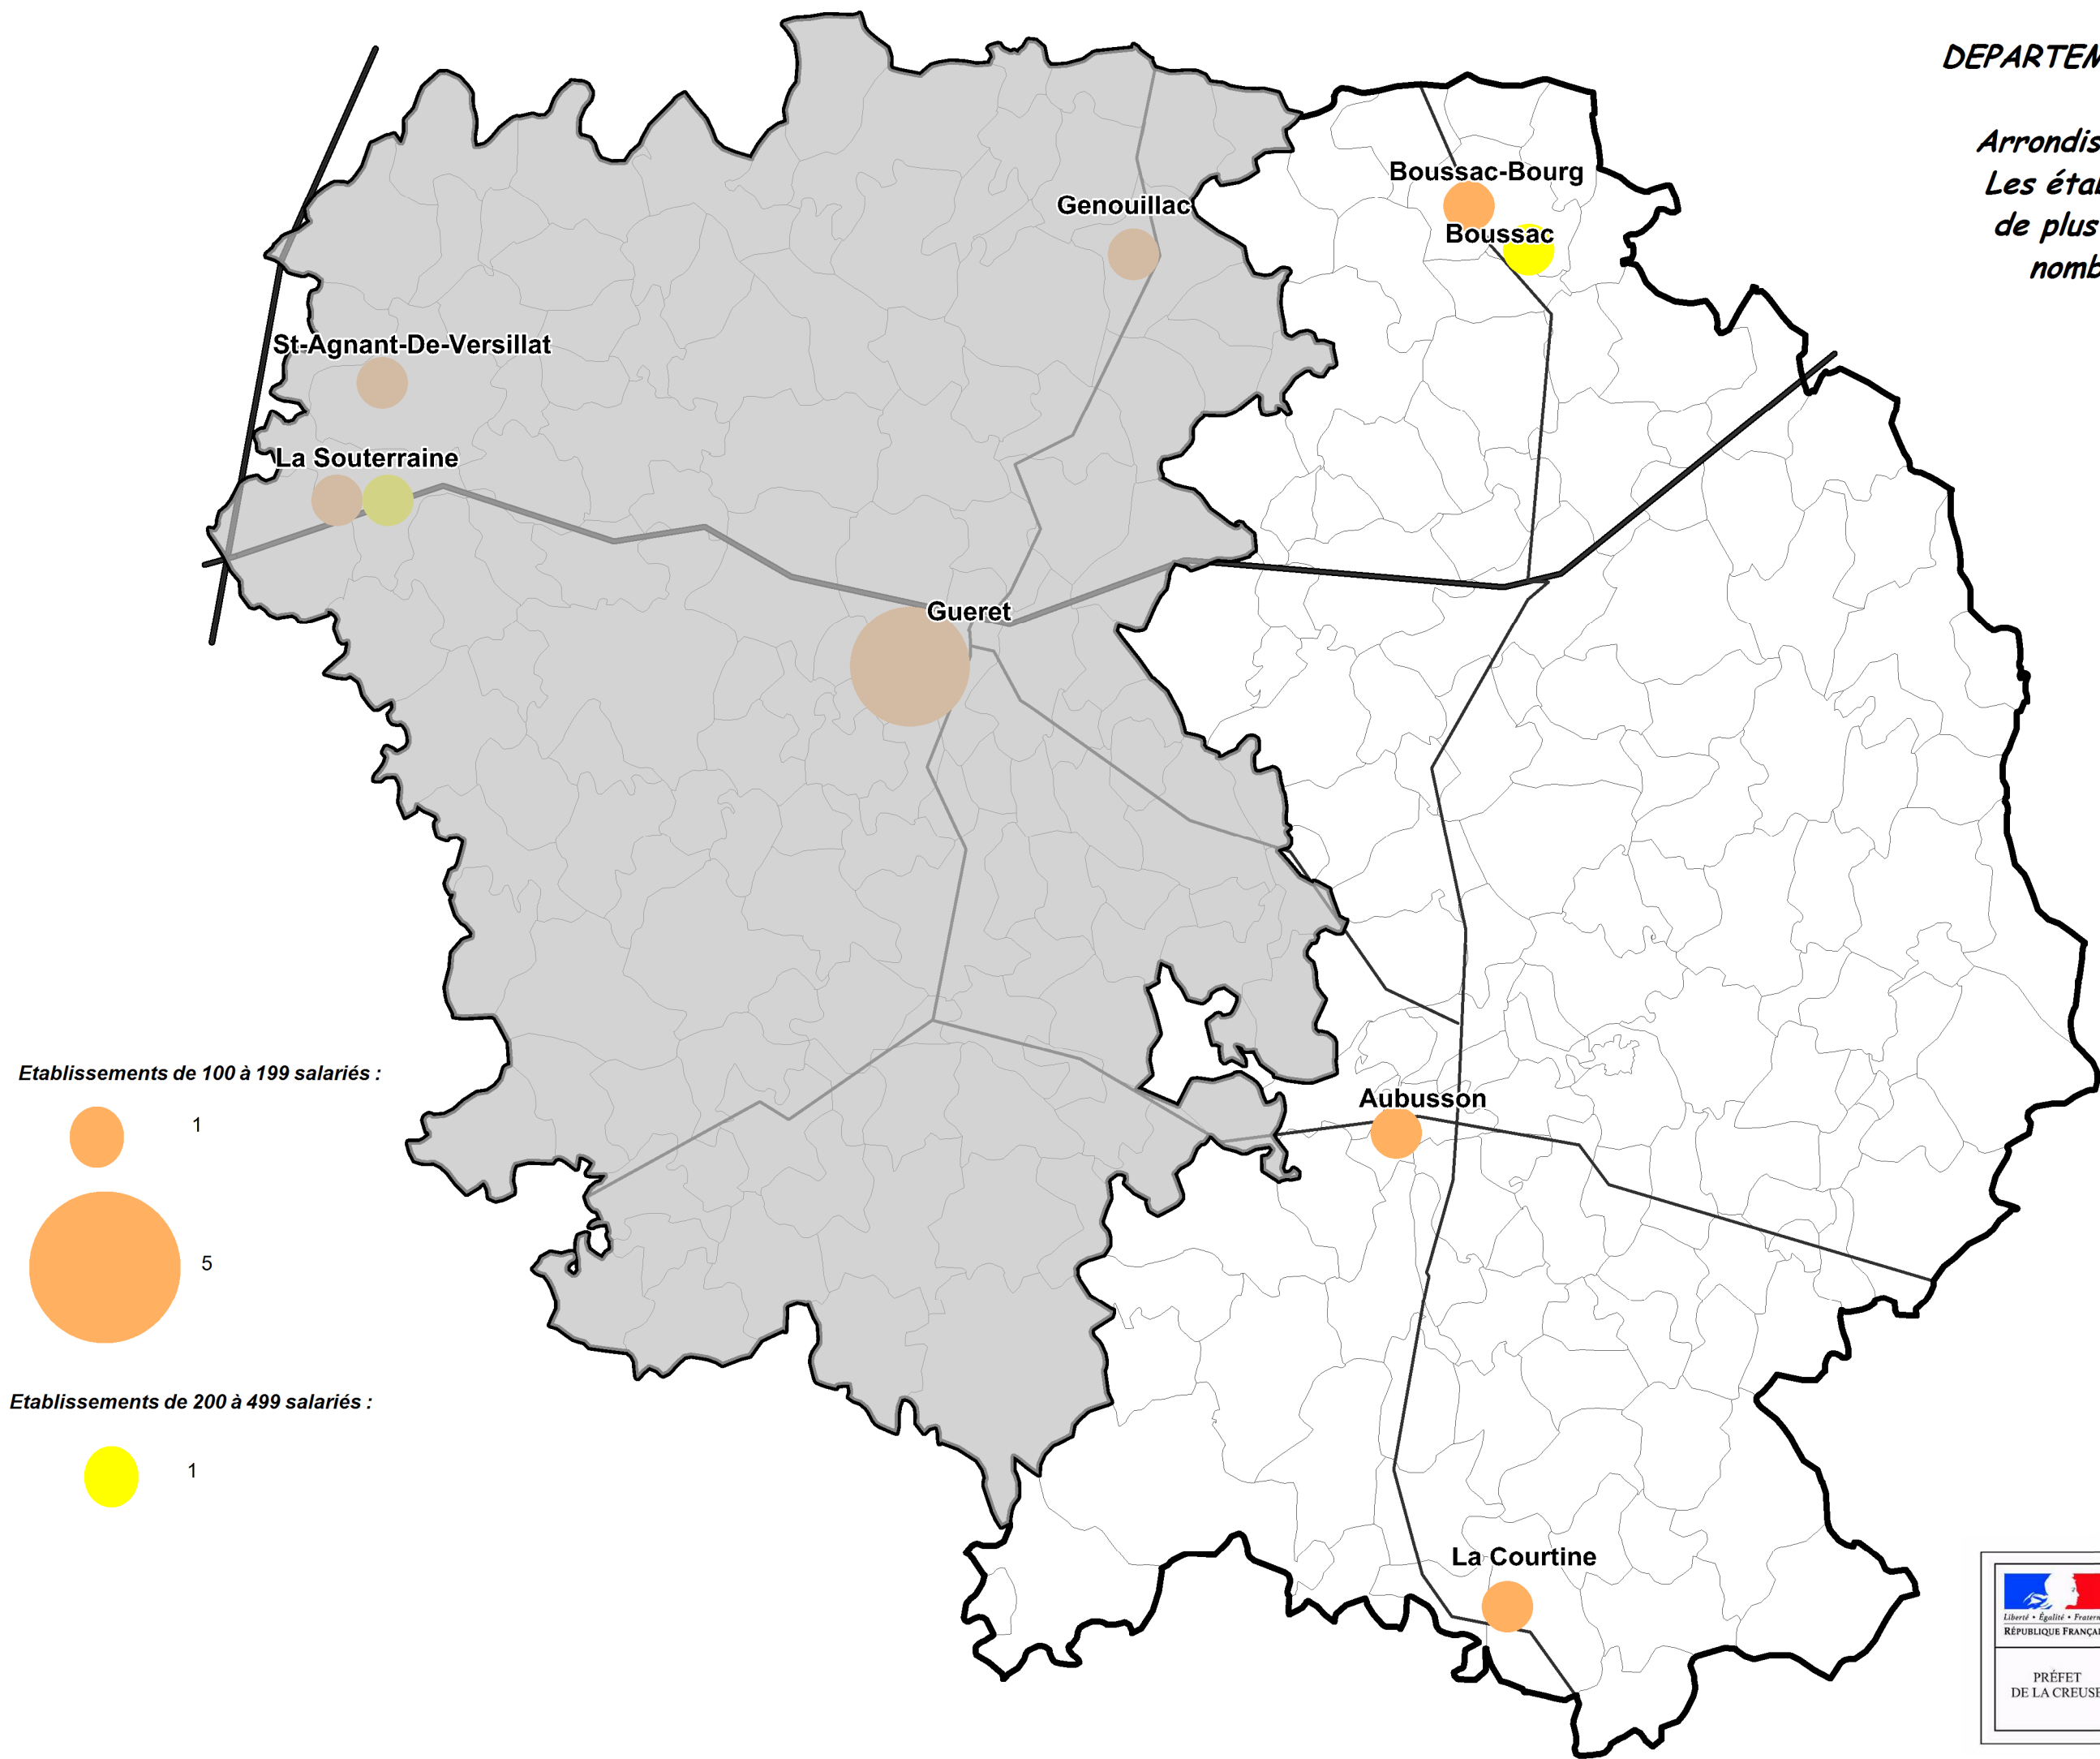 DEPARTEM
Arrondis
Les étab
de plus
nomb
Boussac-Bourg
Genouillac
Boussac
St-Agnant-De-Versillat
La Souterraine
Gueret
Etablissements de 100 à 199 salariés :
1
Aubusson
5
Etablissements de 200 à 499 salariés :
1
La Courtine
Liberté • Égalité • Fratern
RÉPUBLIQUE FRANÇAI
PRÉFET
DE LA CREUSE